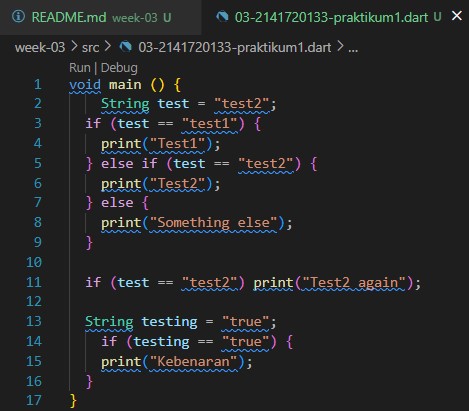 README.md week-03 U 03-2141720133-praktikum1.dart U
week-03 > src > 03-2141720133-praktikum1.dart > ...
Run | Debug
1 void main () {
2 String test = "test2";
3 if (test == "test1") {
4 print("Test1");
5 } else if (test == "test2") {
6 print("Test2");
7 } else {
8 print("Something else");
9 }
10
11 if (test == "test2") print("Test2 again");
12
13 String testing = "true";
14 if (testing == "true") {
15 print("Kebenaran");
16 }
17 }